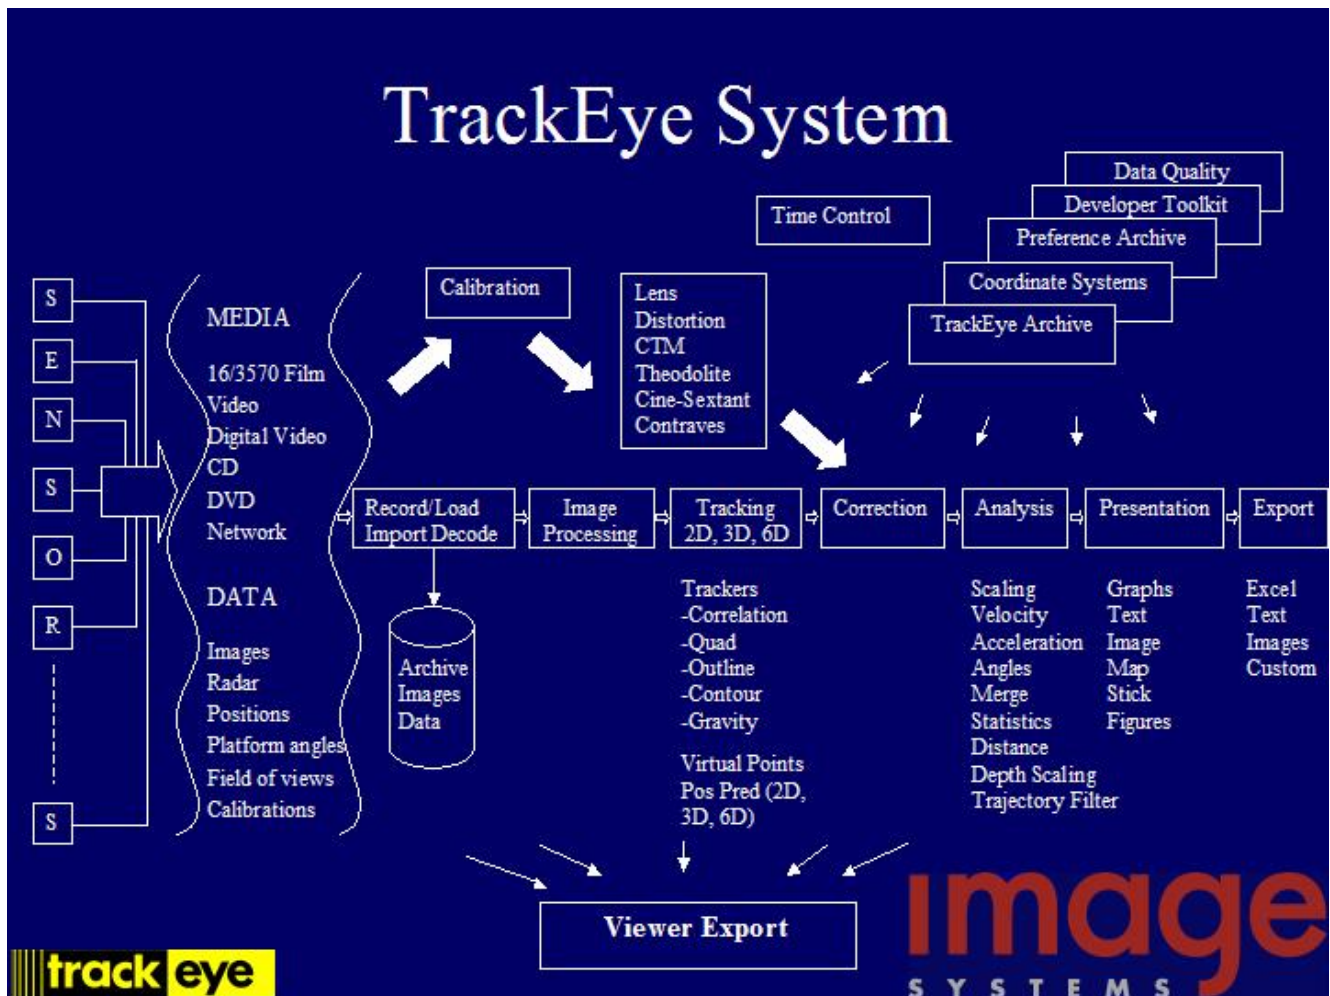 TrackEye System
Data Quality
Developer Toolkit
Time Control
Preference Archive
Coordinate Systems
TrackEye Archive
Calibration
Lens
Distortion
CTM
Theodolite
Cine-Sextant
Contraves
S
E
N
S
O
R
S
MEDIA
16/3570 Film
Video
Digital Video
CD
DVD
Network
DATA
Images
Radar
Positions
Platform angles
Field of views
Calibrations
Record/Load
Import Decode
Image
Processing
Tracking
2D, 3D, 6D
Correction
Analysis
Presentation
Export
Archive
Images
Data
Trackers
-Correlation
-Quad
-Outline
-Contour
-Gravity
Virtual Points
Pos Pred (2D,
3D, 6D)
Scaling
Velocity
Acceleration
Angles
Merge
Statistics
Distance
Depth Scaling
Trajectory Filter
Graphs
Text
Image
Map
Stick
Figures
Excel
Text
Images
Custom
Viewer Export
track eye
image
SYSTEMS